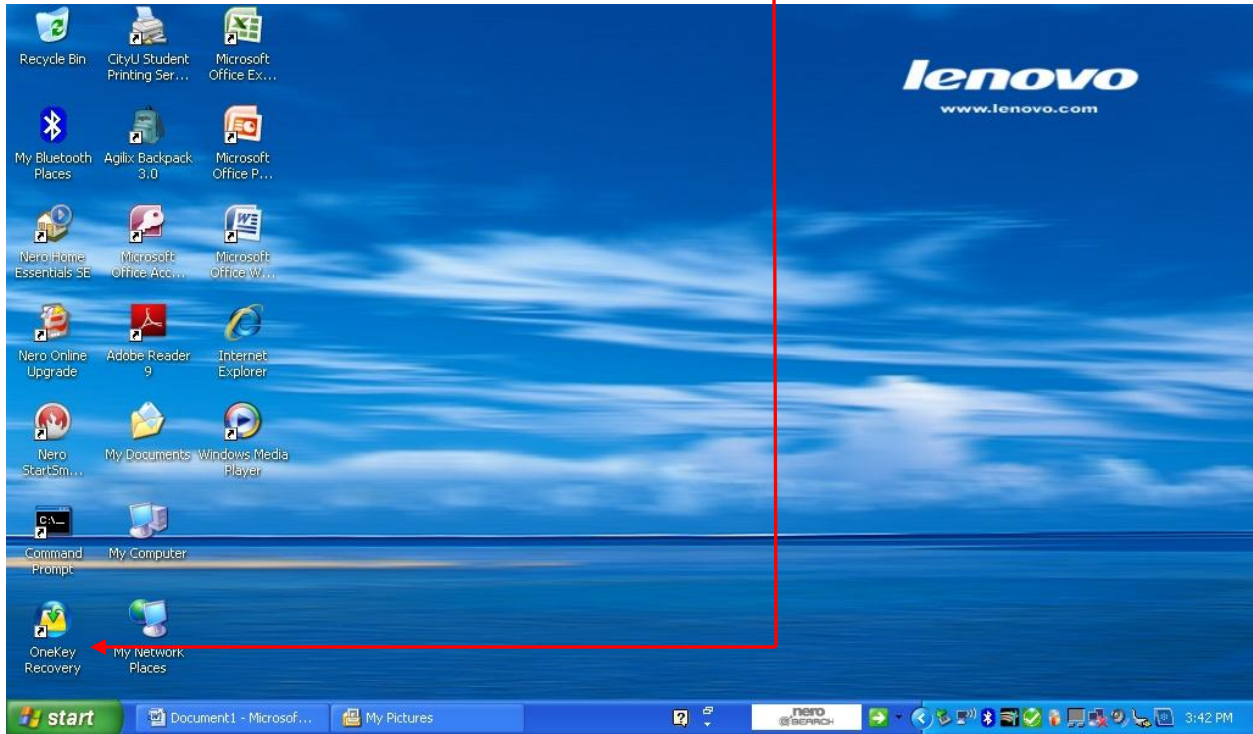 Recycle Bin
CityU Student
Printing Ser...
Microsoft
Office Ex...
lenovo
www.lenovo.com
My Bluetooth
Places
Agilix Backpack
3.0
Microsoft
Office P...
Nero Home
Essentials SE
Microsoft
Office Acc...
Microsoft
Office W...
Nero Online
Upgrade
Adobe Reader
9
Internet
Explorer
Nero
StartSm...
My Documents
Windows Media
Player
C:\_
Command
Prompt
My Computer
OneKey
Recovery
My Network
Places
start
Document1 - Microsof...
My Pictures
nero
SEARCH
3:42 PM